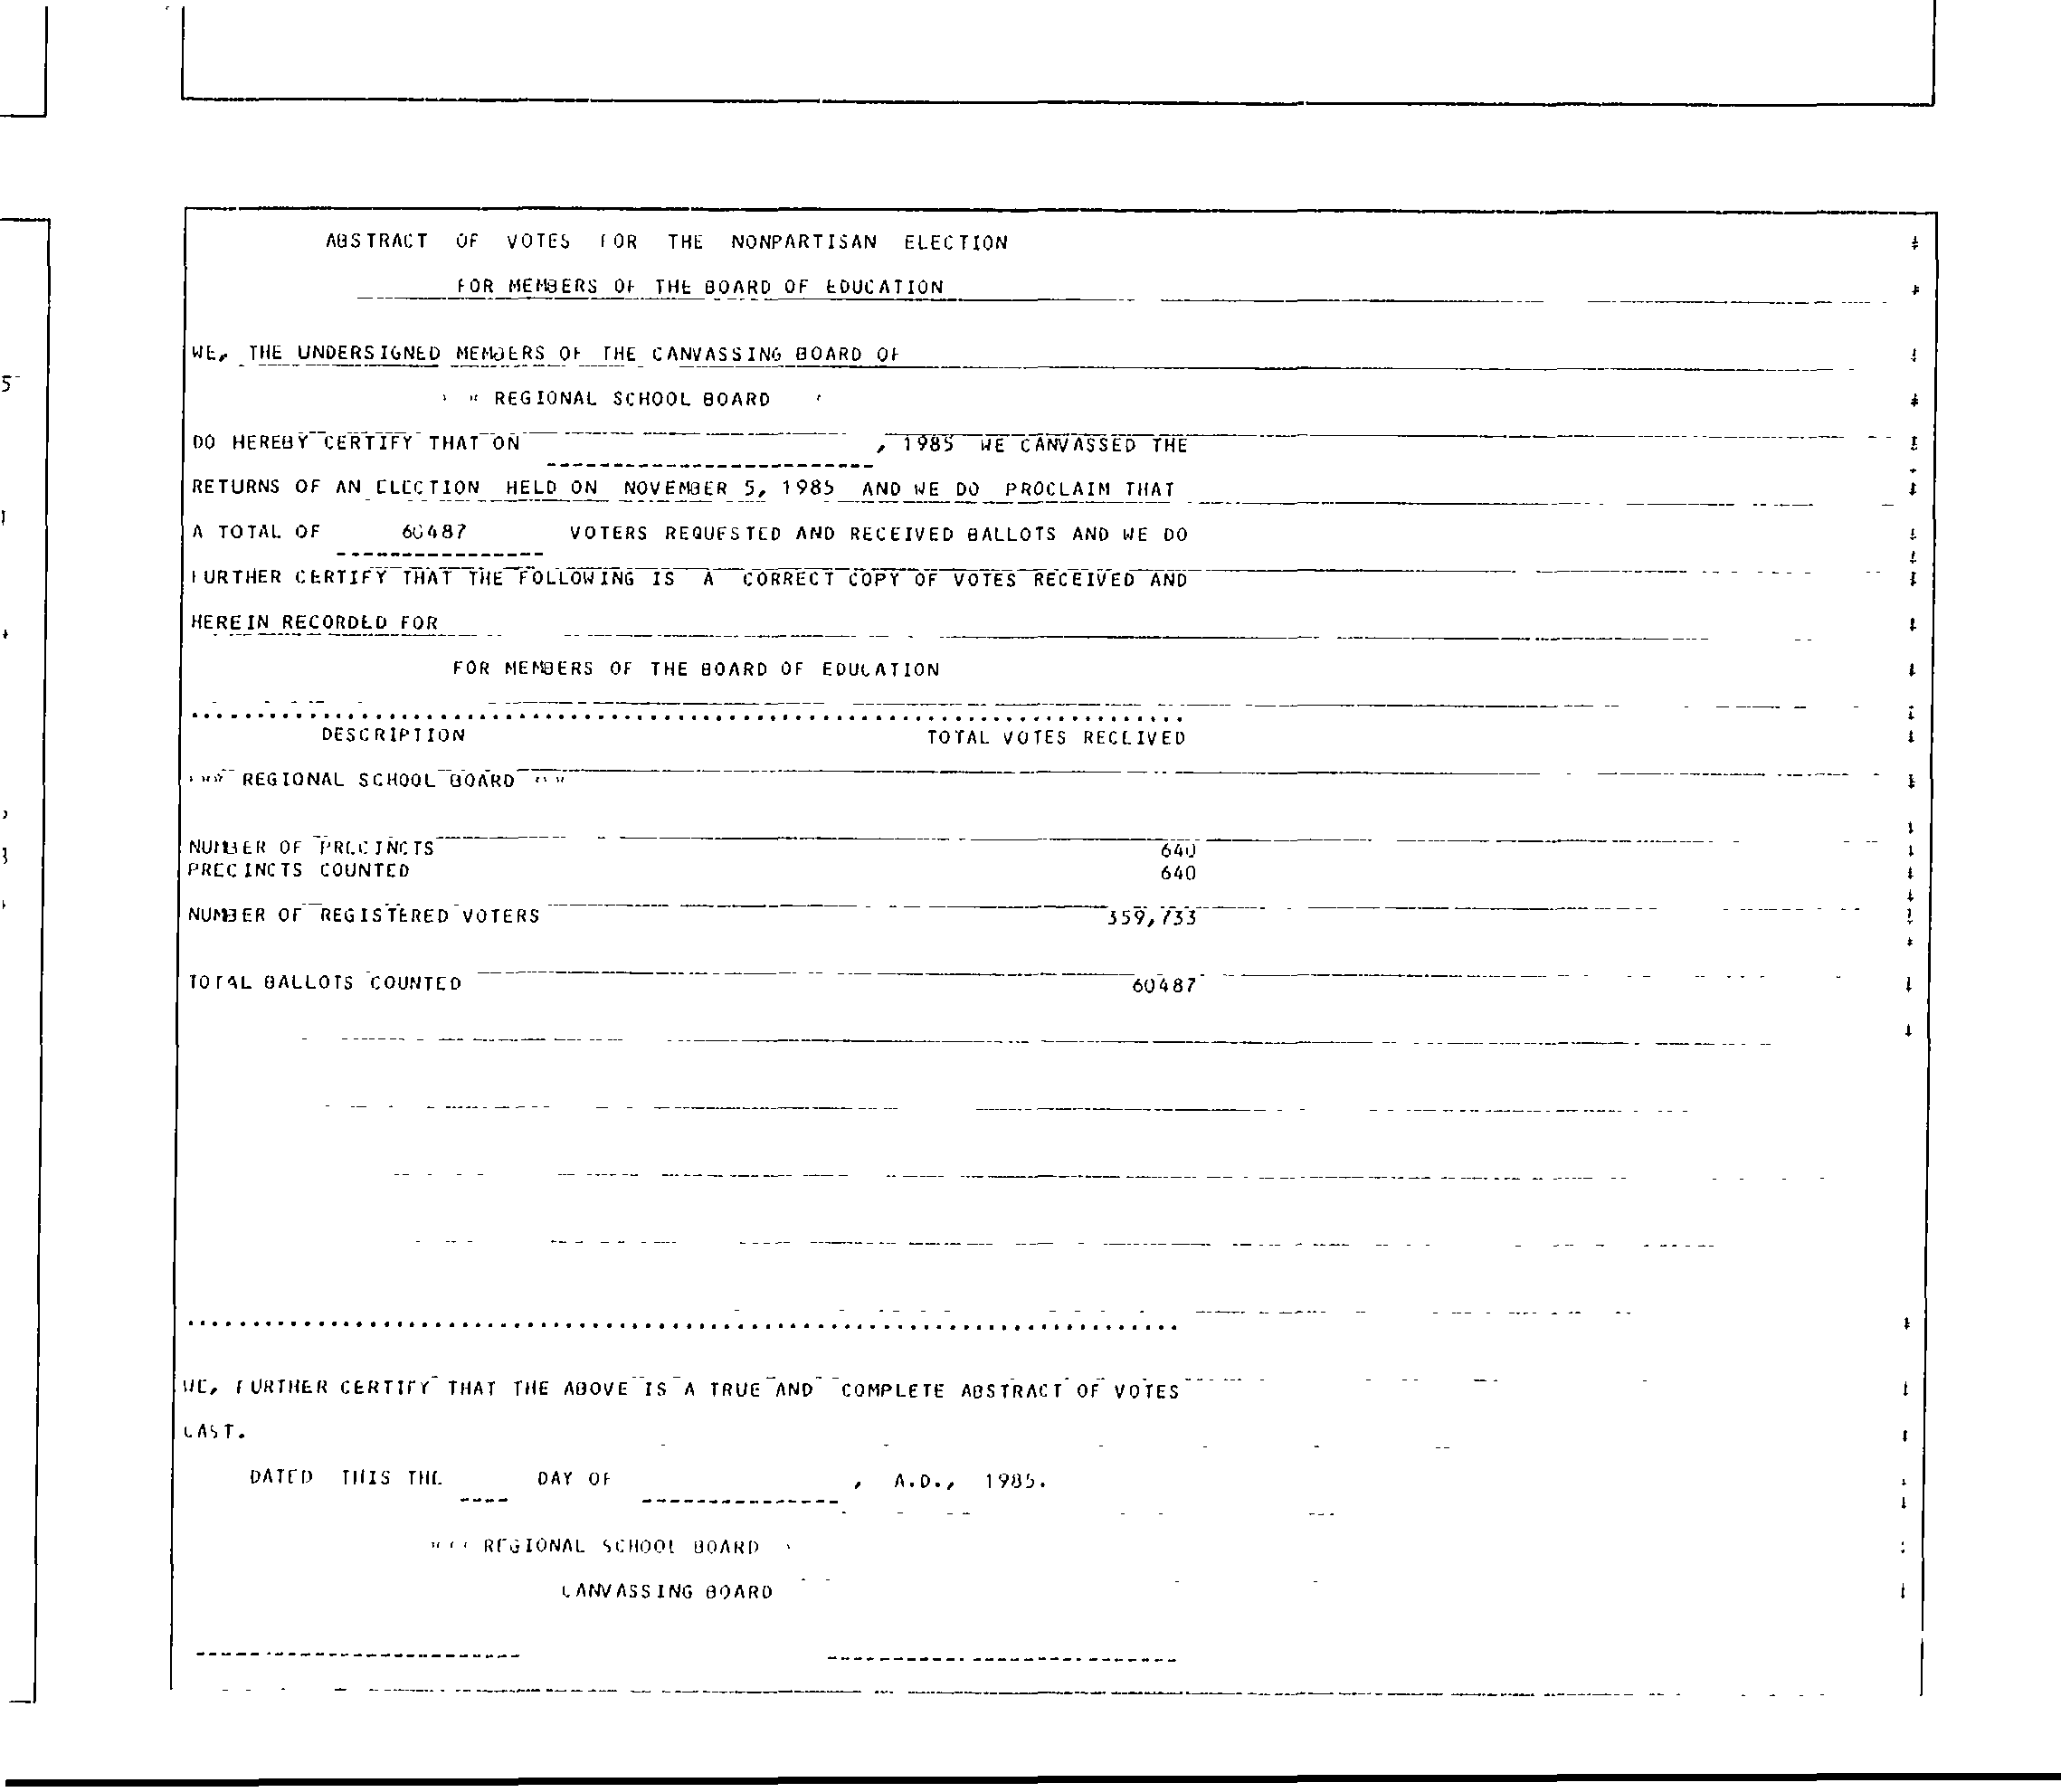 ABSTRACT OF VOTES FOR THE NONPARTISAN ELECTION
FOR MEMBERS OF THE BOARD OF EDUCATION
WE, THE UNDERSIGNED MEMBERS OF THE CANVASSING BOARD OF
REGIONAL SCHOOL BOARD
DO HEREBY CERTIFY THAT ON , 1985 WE CANVASSED THE
RETURNS OF AN ELECTION HELD ON NOVEMBER 5, 1985 AND WE DO PROCLAIM THAT
A TOTAL OF 60487 VOTERS REQUESTED AND RECEIVED BALLOTS AND WE DO
FURTHER CERTIFY THAT THE FOLLOWING IS A CORRECT COPY OF VOTES RECEIVED AND
HEREIN RECORDED FOR
FOR MEMBERS OF THE BOARD OF EDUCATION
DESCRIPTION TOTAL VOTES RECEIVED
*** REGIONAL SCHOOL BOARD ***
NUMBER OF PRECINCTS 640
PRECINCTS COUNTED 640
NUMBER OF REGISTERED VOTERS 359,733
TOTAL BALLOTS COUNTED 60487
WE, FURTHER CERTIFY THAT THE ABOVE IS A TRUE AND COMPLETE ABSTRACT OF VOTES
CAST.
DATED THIS THE DAY OF , A.D., 1985.
*** REGIONAL SCHOOL BOARD
CANVASSING BOARD